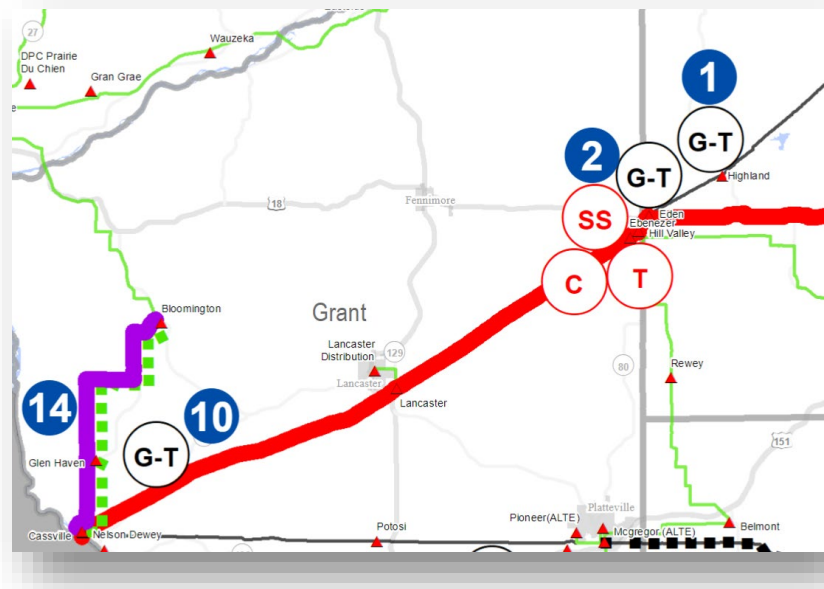 27
Wauzeka
DPC Prairie
Du Chien
Gran Grae
1
G-T
2
G-T
Highland
18
Fennimore
SS
Eden
Ebenezer
Hill Valley
C
T
Bloomington
Grant
Lancaster
Distribution
129
Lancaster
Lancaster
80
Rewey
14
10
G-T
Glen Haven
151
Platteville
Cassville
Nelson Dewey
Potosi
Pioneer(ALTE)
Mcgregor (ALTE)
Belmont